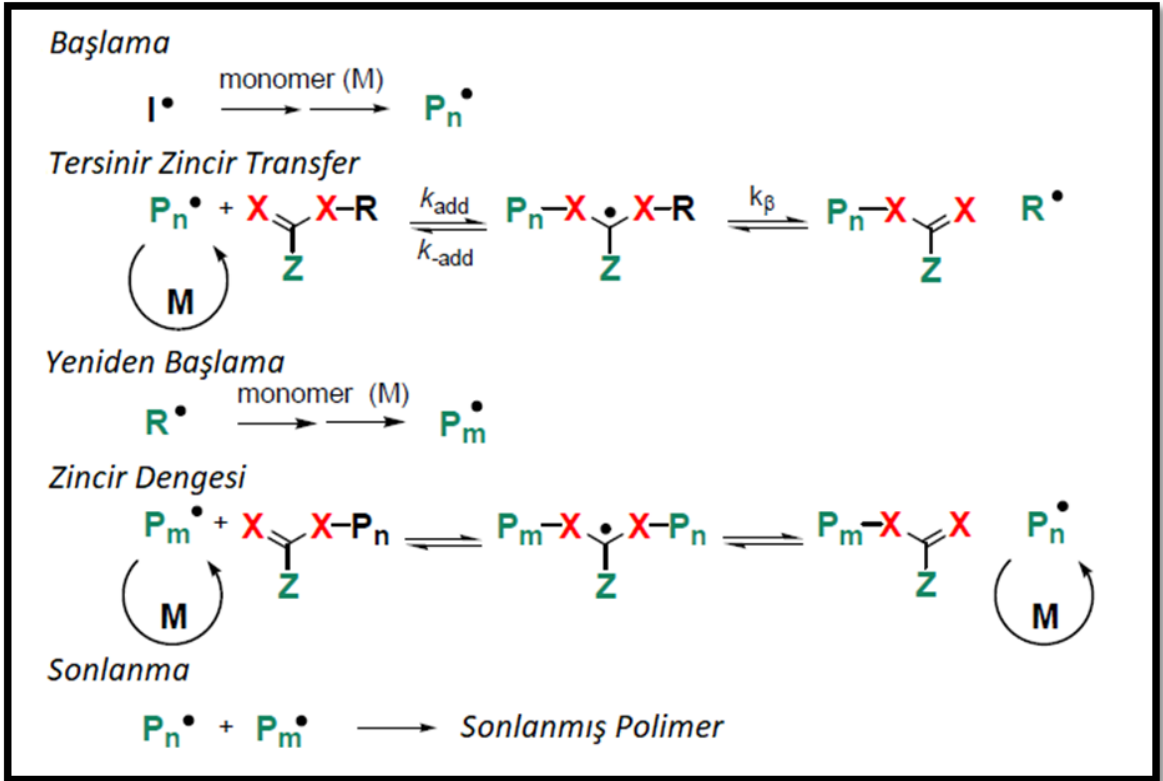 Başlama
monomer (M)
I• Pn•
Tersinir Zincir Transfer
Pn• + X X–R kadd k-add Pn–X • X–R kβ Pn–X X R•
Z Z Z
M
Yeniden Başlama
monomer (M)
R• Pm•
Zincir Dengesi
Pm• + X X–Pn Pm–X • X–Pn Pm–X X Pn•
Z Z Z
M M
Sonlanma
Pn• + Pm• Sonlanmış Polimer